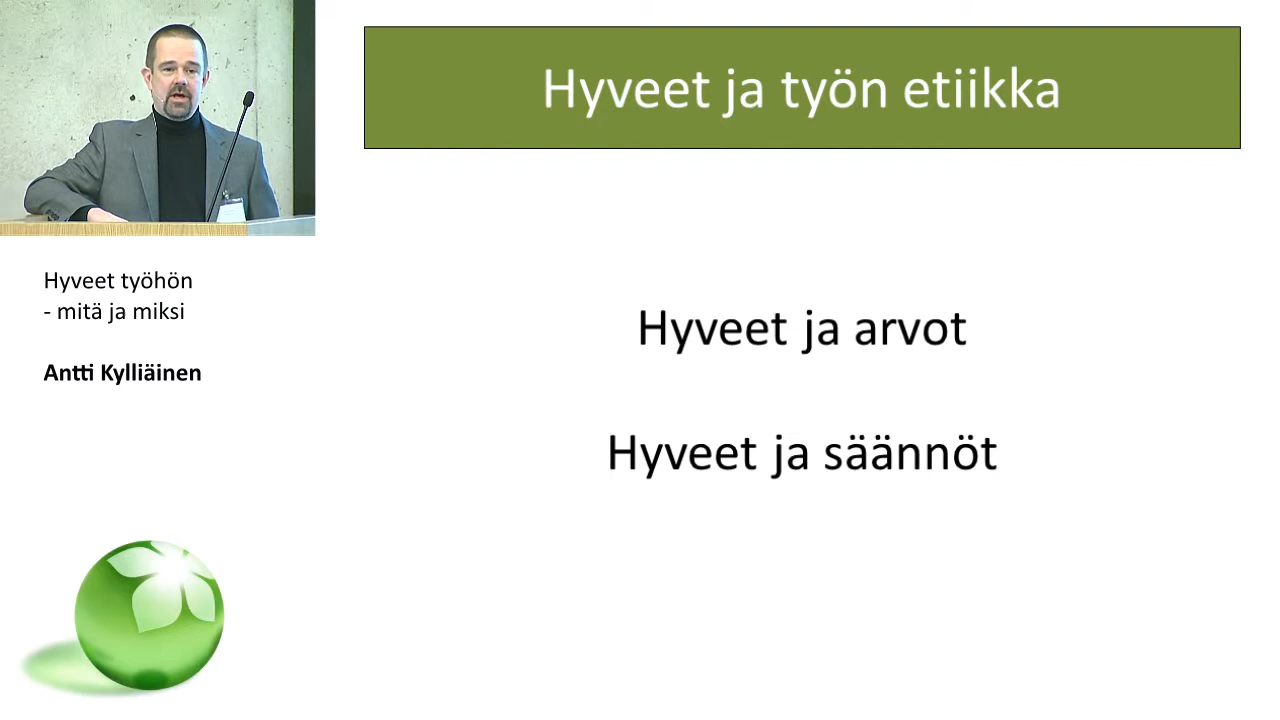 Hyveet ja työn etiikka
Hyveet työhön
- mitä ja miksi
Antti Kylliäinen
Hyveet ja arvot
Hyveet ja säännöt